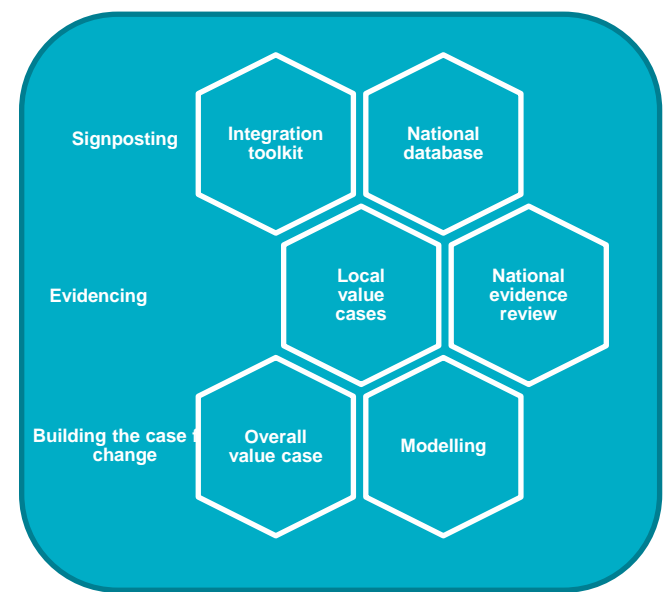 Signposting
Integration
toolkit
National
database
Evidencing
Local
value
cases
National
evidence
review
Building the case f
change
Overall
value case
Modelling